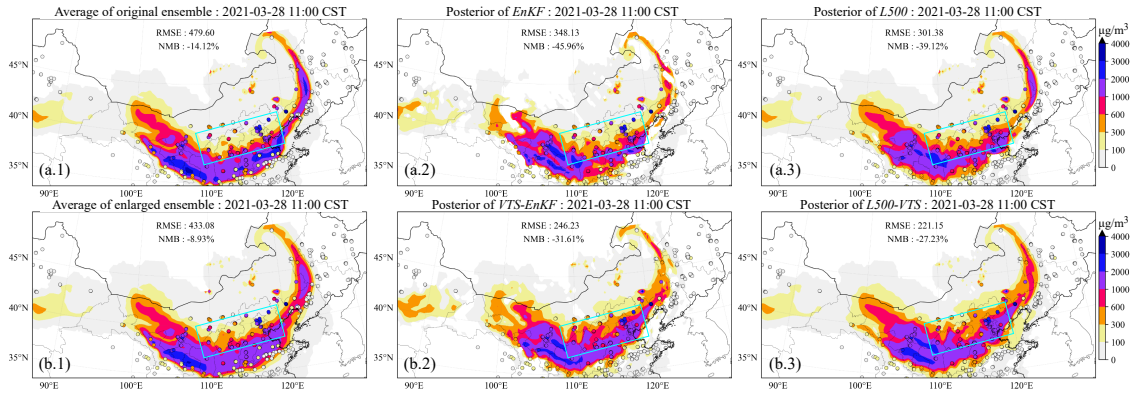 Average of original ensemble : 2021-03-28 11:00 CST
RMSE : 479.60
NMB : -14.12%
45°N
40°N
35°N
(a.1)
90°E
100°E
110°E
120°E
Posterior of EnKF : 2021-03-28 11:00 CST
RMSE : 348.13
NMB : -45.96%
45°N
40°N
35°N
(a.2)
90°E
100°E
110°E
120°E
Posterior of L500 : 2021-03-28 11:00 CST
RMSE : 301.38
NMB : -39.12%
45°N
40°N
35°N
(a.3)
90°E
100°E
110°E
120°E
µg/m³
4000
2000
1000
600
300
100
0
Average of enlarged ensemble : 2021-03-28 11:00 CST
RMSE : 433.08
NMB : -8.93%
45°N
40°N
35°N
(b.1)
90°E
100°E
110°E
120°E
Posterior of VTS-EnKF : 2021-03-28 11:00 CST
RMSE : 246.23
NMB : -31.61%
45°N
40°N
35°N
(b.2)
90°E
100°E
110°E
120°E
Posterior of L500-VTS : 2021-03-28 11:00 CST
RMSE : 221.15
NMB : -27.23%
45°N
40°N
35°N
(b.3)
90°E
100°E
110°E
120°E
µg/m³
4000
2000
1000
600
300
100
0